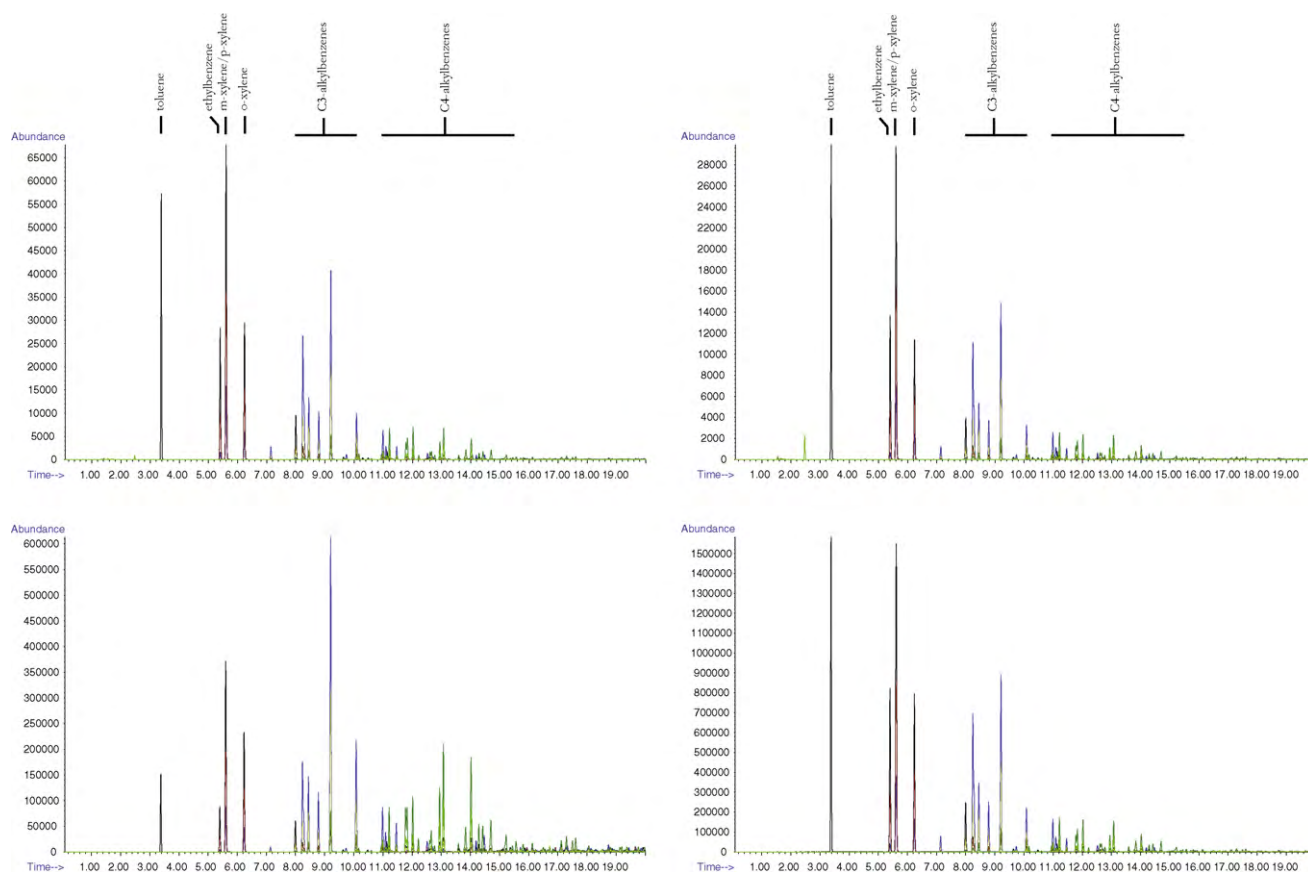 toluene
ethylbenzene
m-xylene/p-xylene
o-xylene
C3-alkylbenzenes
C4-alkylbenzenes
Abundance
65000
60000
55000
50000
45000
40000
35000
30000
25000
20000
15000
10000
5000
0
Time--> 1.00 2.00 3.00 4.00 5.00 6.00 7.00 8.00 9.00 10.00 11.00 12.00 13.00 14.00 15.00 16.00 17.00 18.00 19.00
toluene
ethylbenzene
m-xylene/p-xylene
o-xylene
C3-alkylbenzenes
C4-alkylbenzenes
Abundance
28000
26000
24000
22000
20000
18000
16000
14000
12000
10000
8000
6000
4000
2000
0
Time--> 1.00 2.00 3.00 4.00 5.00 6.00 7.00 8.00 9.00 10.00 11.00 12.00 13.00 14.00 15.00 16.00 17.00 18.00 19.00
Abundance
600000
550000
500000
450000
400000
350000
300000
250000
200000
150000
100000
50000
0
Time--> 1.00 2.00 3.00 4.00 5.00 6.00 7.00 8.00 9.00 10.00 11.00 12.00 13.00 14.00 15.00 16.00 17.00 18.00 19.00
Abundance
1500000
1400000
1300000
1200000
1100000
1000000
900000
800000
700000
600000
500000
400000
300000
200000
100000
0
Time--> 1.00 2.00 3.00 4.00 5.00 6.00 7.00 8.00 9.00 10.00 11.00 12.00 13.00 14.00 15.00 16.00 17.00 18.00 19.00